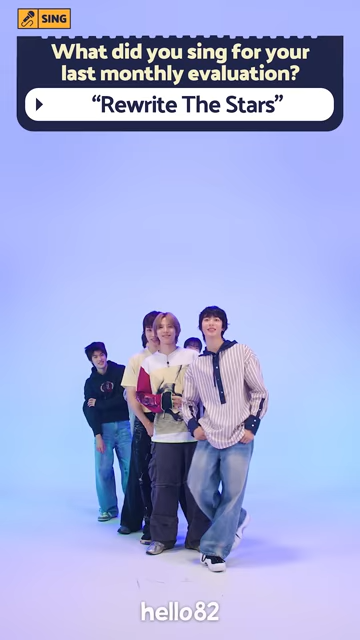 SING
What did you sing for your
last monthly evaluation?
“Rewrite The Stars”
hello82